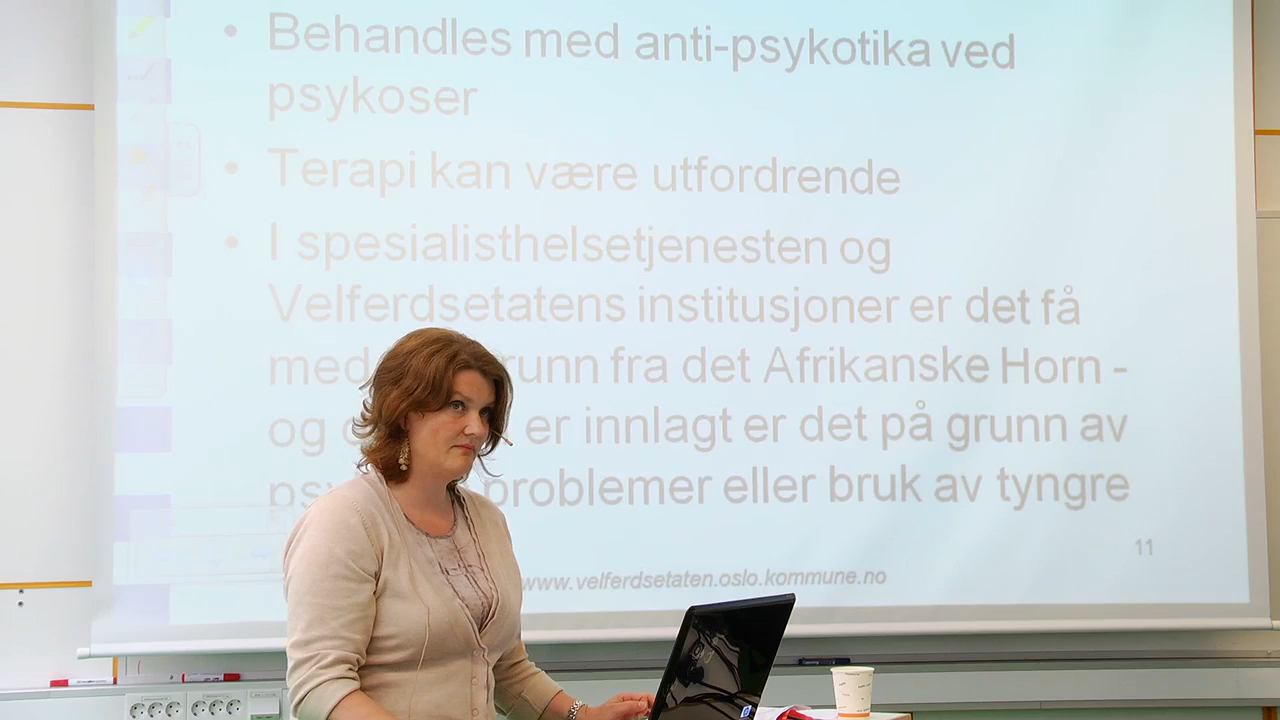 • Behandles med anti-psykotika ved
psykoser
• Terapi kan være utfordrende
• I spesialisthelsetjenesten og
Velferdsetatens institusjoner er det få
med grunn fra det Afrikanske Horn -
og er innlagt er det på grunn av
problemer eller bruk av tyngre
11
www.velferdsetaten.oslo.kommune.no